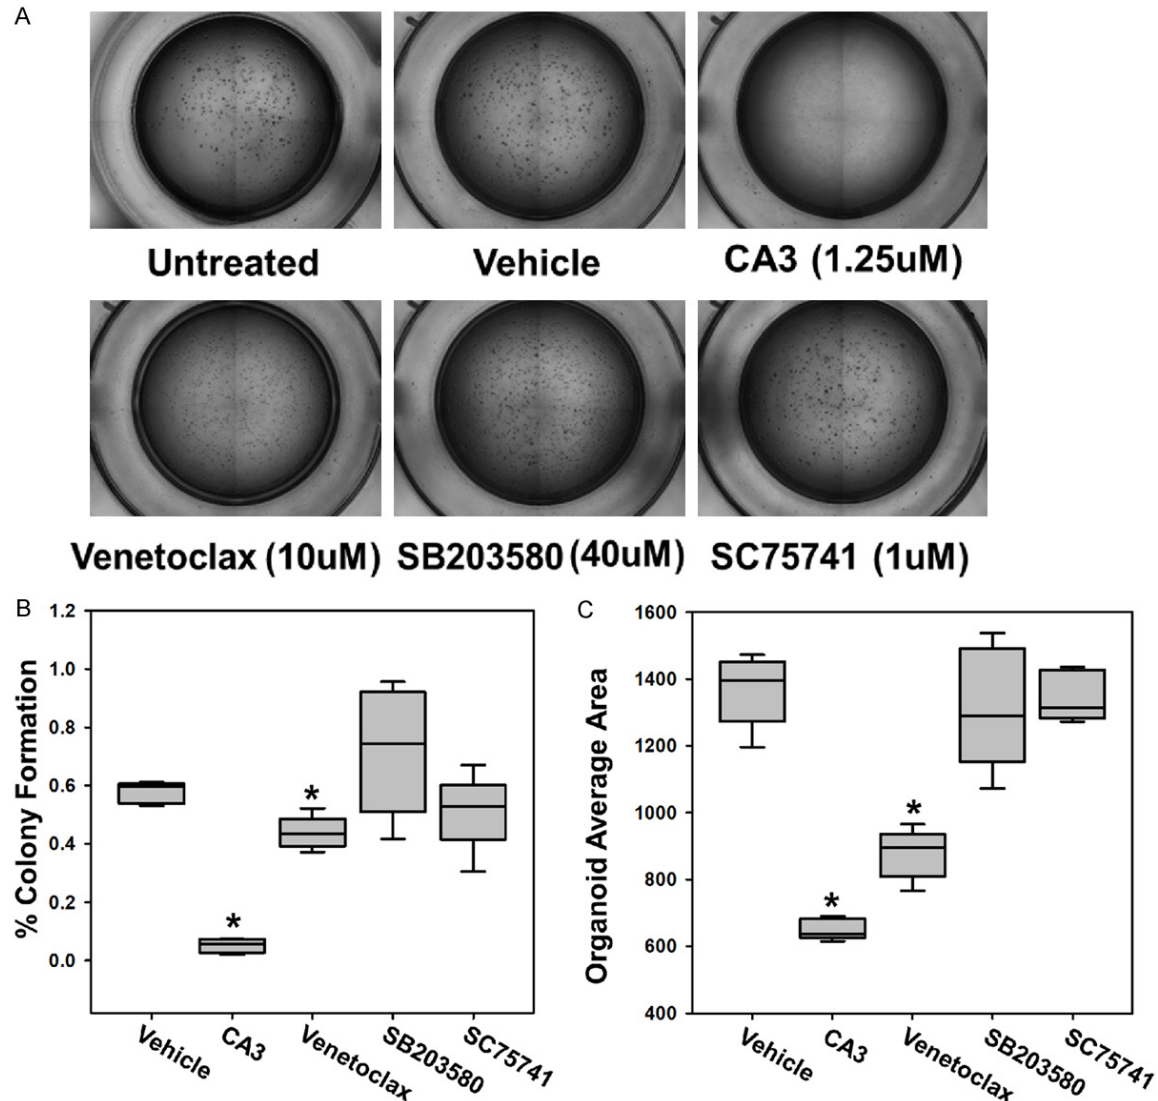 A
Untreated Vehicle CA3 (1.25uM)
Venetoclax (10uM) SB203580 (40uM) SC75741 (1uM)
B
% Colony Formation
1.2
1.0
0.8
0.6
0.4
0.2
0.0
*
*
Vehicle CA3 Venetoclax SB203580 SC75741
C
Organoid Average Area
1600
1400
1200
1000
800
600
400
*
*
Vehicle CA3 Venetoclax SB203580 SC75741